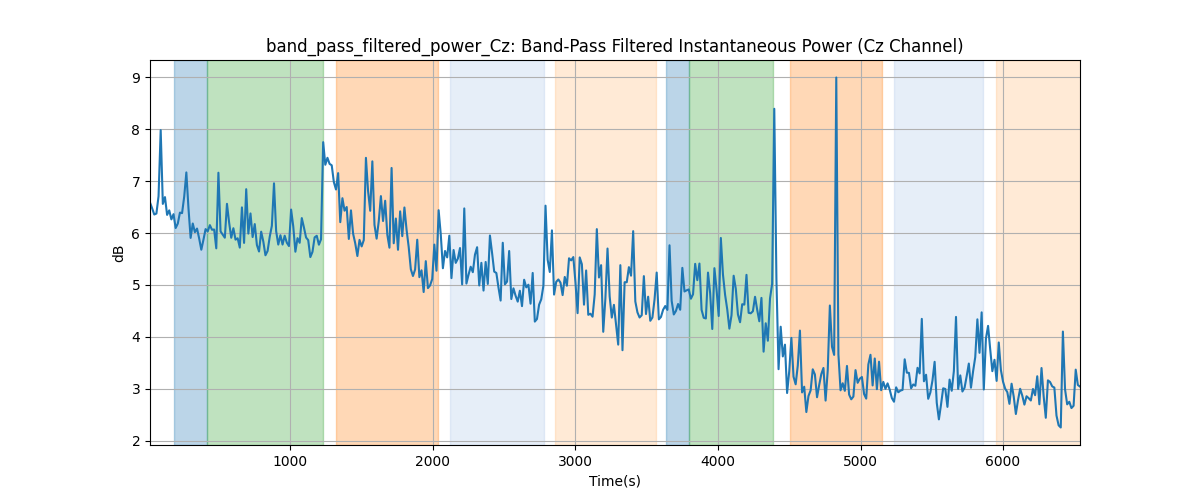 band_pass_filtered_power_Cz: Band-Pass Filtered Instantaneous Power (Cz Channel)
9
8
7
6
5
4
3
2
dB
1000 2000 3000 4000 5000 6000
Time(s)